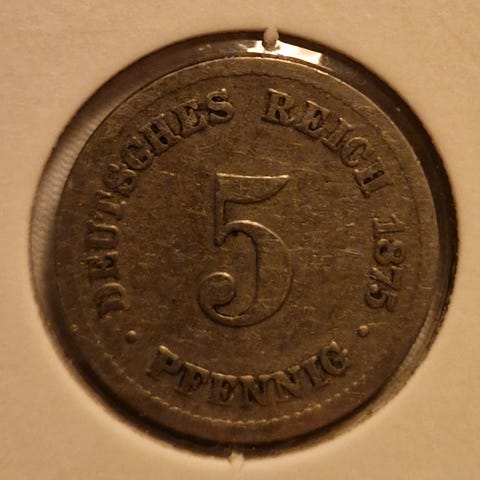 DEUTSCHES REICH 1875
5
· PFENNIG ·